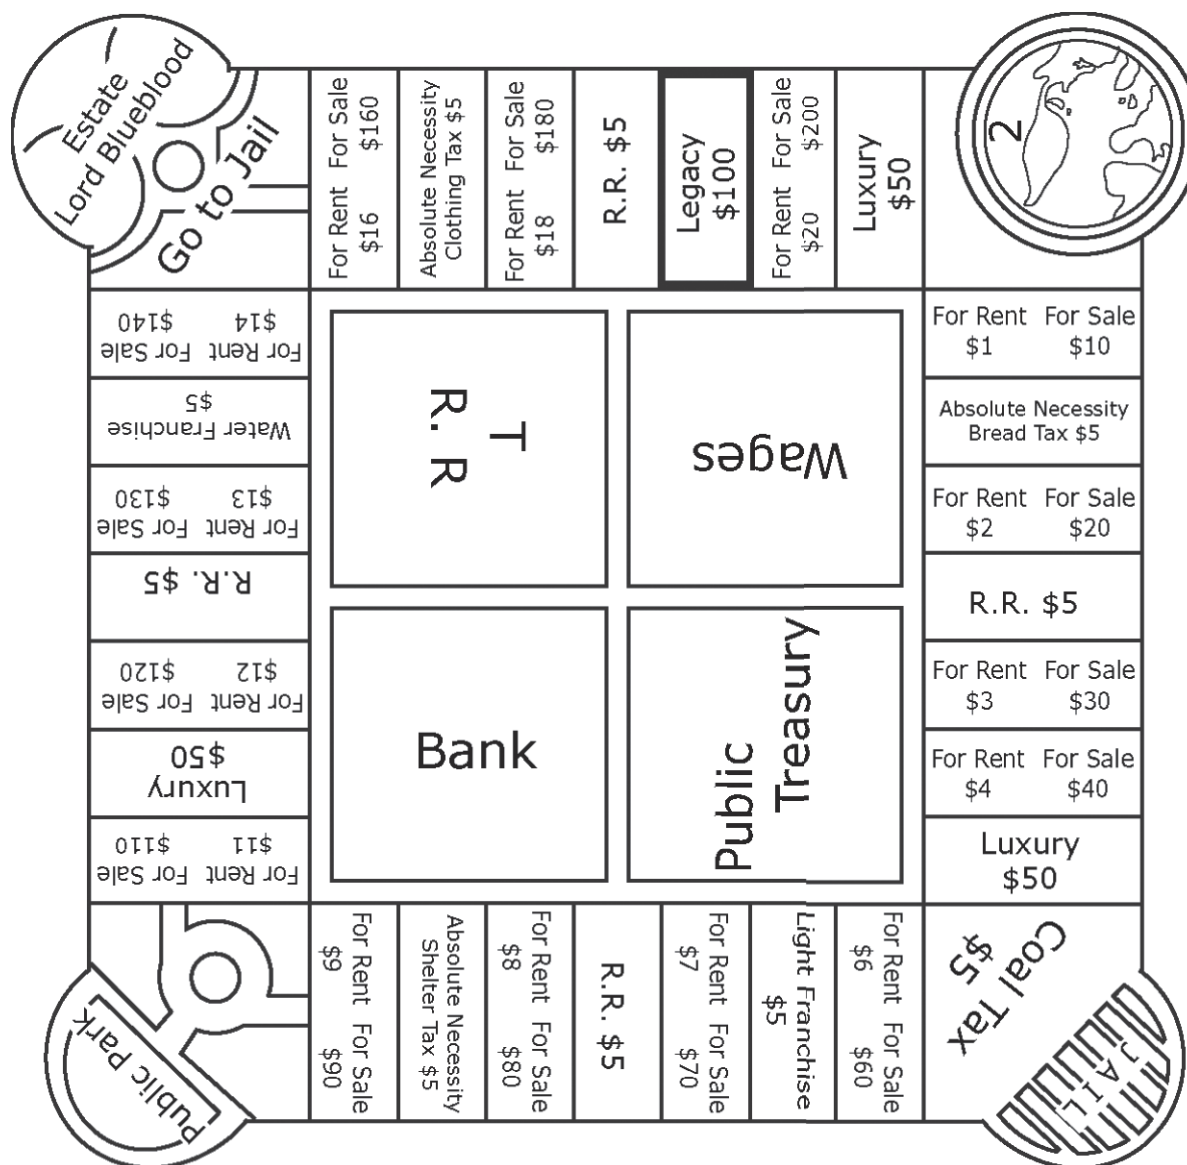 Estate
Lord Blueblood
Go to Jail
For Rent For Sale
$16 $160
Absolute Necessity
Clothing Tax $5
For Rent For Sale
$18 $180
R.R. $5
Legacy
$100
For Rent For Sale
$20 $200
Luxury
$50
2
For Rent For Sale
$1 $10
Absolute Necessity
Bread Tax $5
For Rent For Sale
$2 $20
R.R. $5
For Rent For Sale
$3 $30
For Rent For Sale
$4 $40
Luxury
$50
Coal Tax
$5
JAIL
For Rent For Sale
$6 $60
Light Franchise
$5
For Rent For Sale
$7 $70
R.R. $5
For Rent For Sale
$8 $80
Absolute Necessity
Shelter Tax $5
For Rent For Sale
$9 $90
Public Park
For Rent For Sale
$11 $110
Luxury
$50
For Rent For Sale
$12 $120
R.R. $5
For Rent For Sale
$13 $130
Water Franchise
$5
For Rent For Sale
$14 $140
R. R
T
Wages
Bank
Public
Treasury